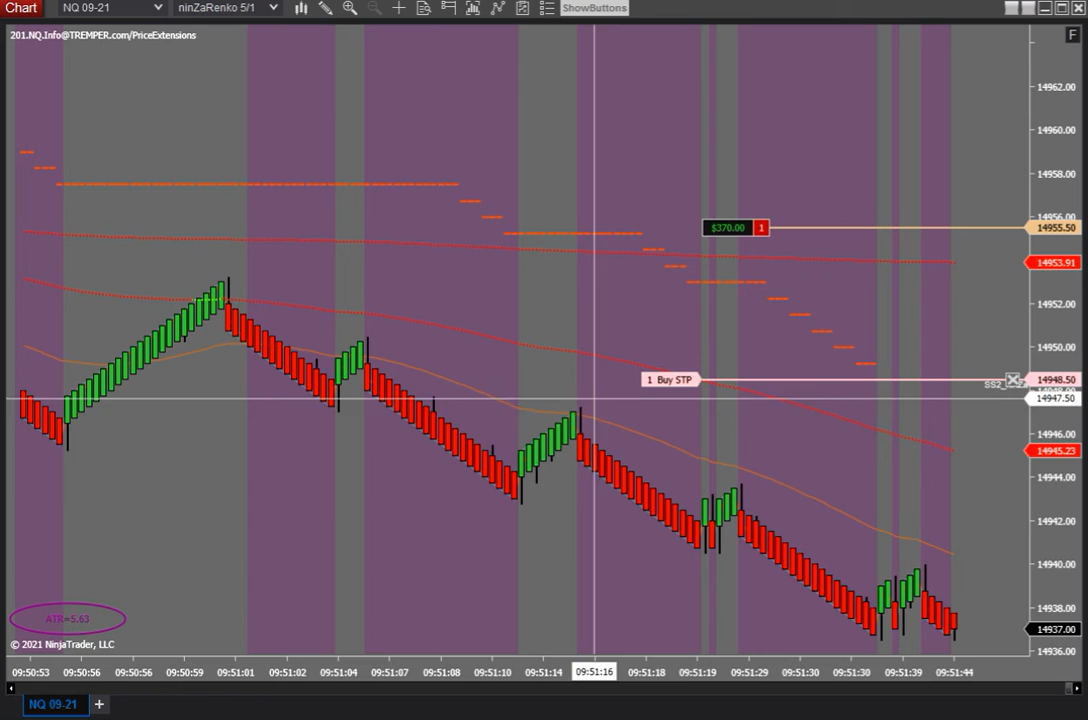 Chart NQ 09-21 ninZaRenko 5/1 ShowButtons
201.NQ.Info@TREMPER.com/PriceExtensions
F
14962.00
14960.00
14958.00
14956.00
$370.00 1 14955.50
14953.91
14952.00
14950.00
1 Buy STP 14948.50
14947.50
14946.00
14945.23
14944.00
14942.00
14940.00
14938.00
ATR=5.63
14937.00
© 2021 NinjaTrader, LLC
14936.00
09:50:53 09:50:56 09:50:56 09:50:59 09:51:01 09:51:04 09:51:07 09:51:08 09:51:10 09:51:14 09:51:16 09:51:18 09:51:19 09:51:29 09:51:30 09:51:39 09:51:44
NQ 09-21 +